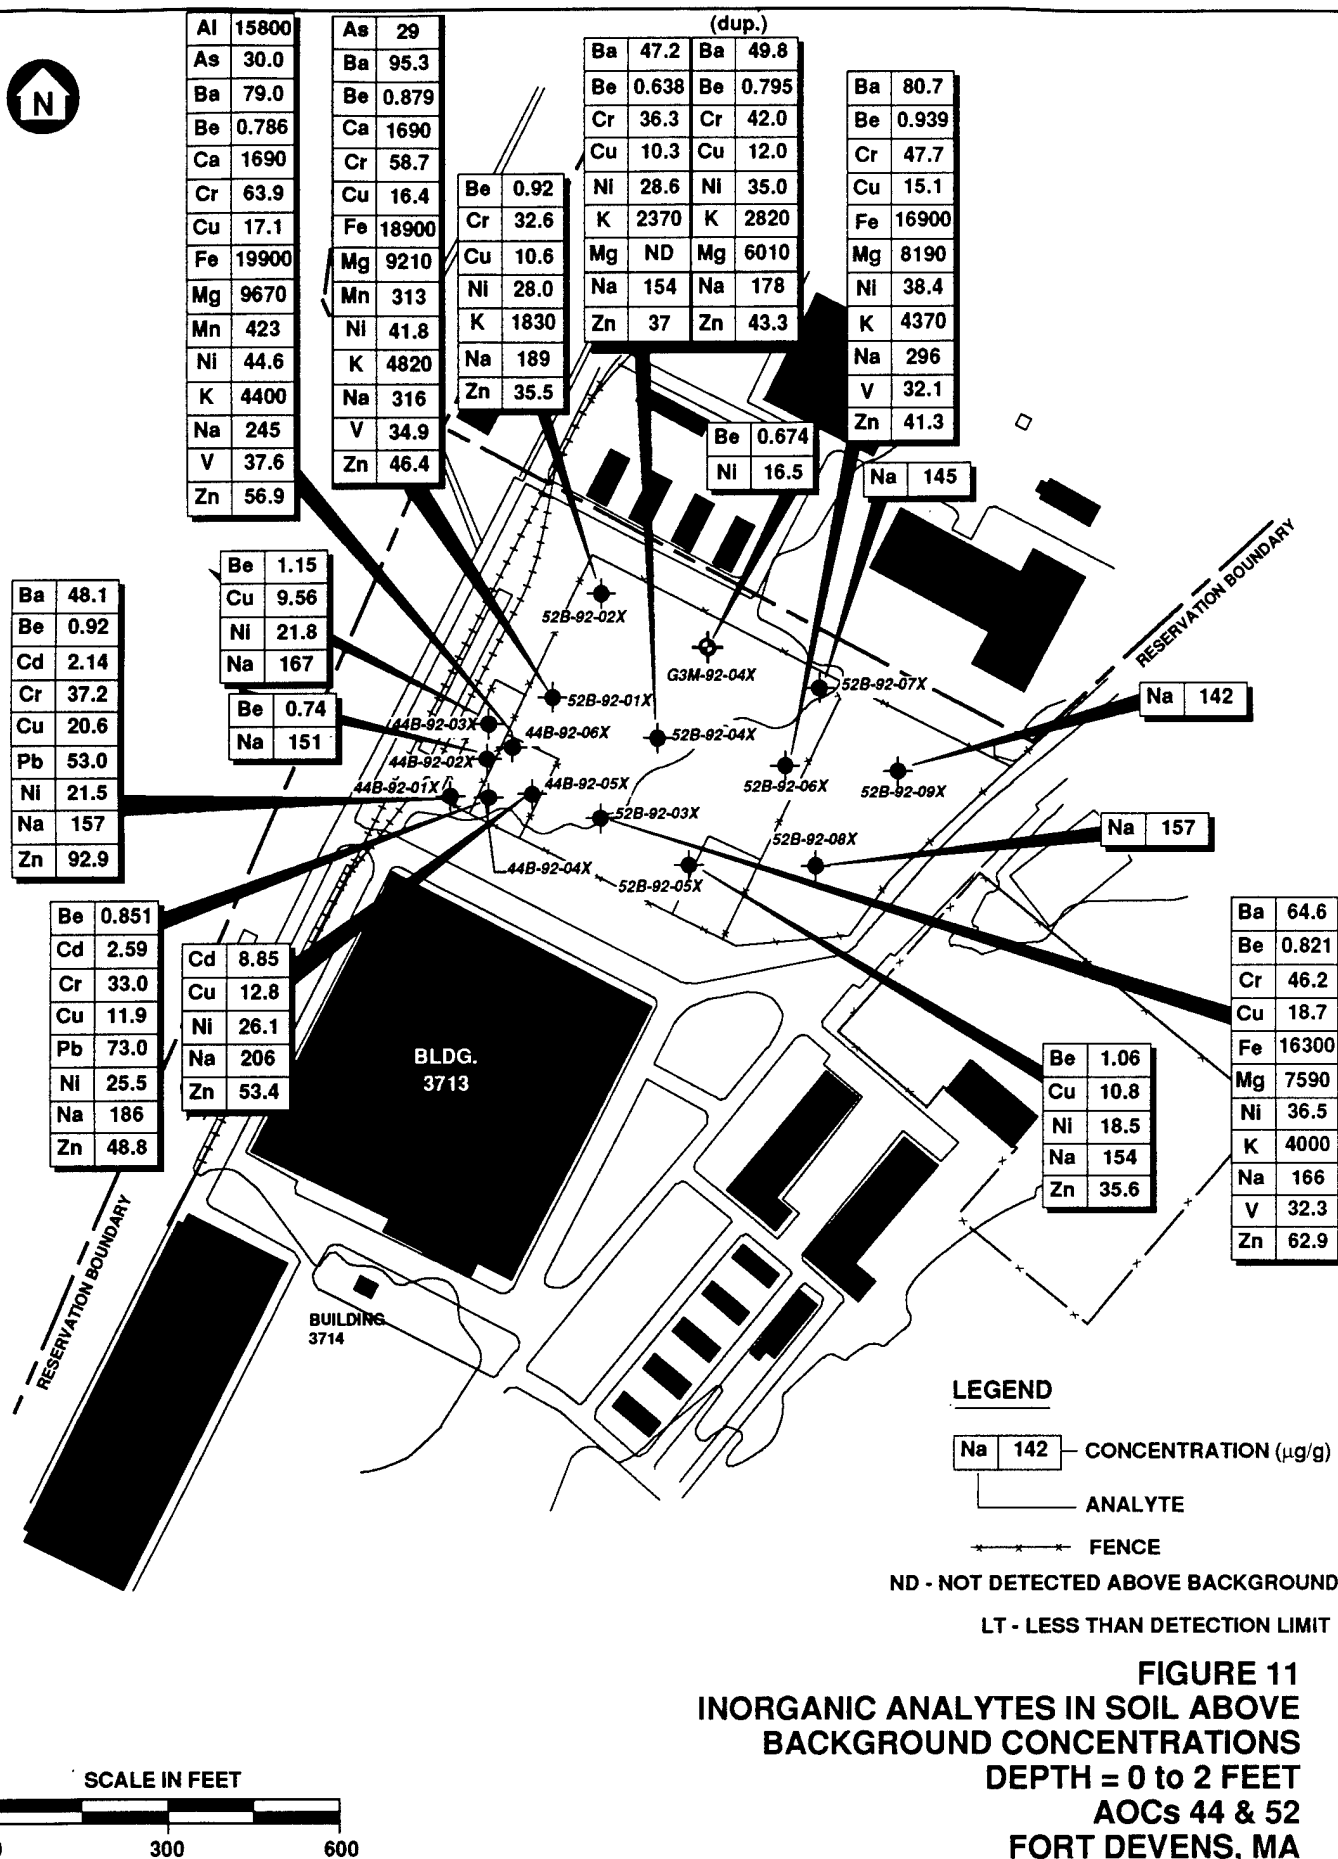 N
Al 15800
As 30.0
Ba 79.0
Be 0.786
Ca 1690
Cr 63.9
Cu 17.1
Fe 19900
Mg 9670
Mn 423
Ni 44.6
K 4400
Na 245
V 37.6
Zn 56.9
As 29
Ba 95.3
Be 0.879
Ca 1690
Cr 58.7
Cu 16.4
Fe 18900
Mg 9210
Mn 313
Ni 41.8
K 4820
Na 316
V 34.9
Zn 46.4
Be 0.92
Cr 32.6
Cu 10.6
Ni 28.0
K 1830
Na 189
Zn 35.5
(dup.)
Ba 47.2 Ba 49.8
Be 0.638 Be 0.795
Cr 36.3 Cr 42.0
Cu 10.3 Cu 12.0
Ni 28.6 Ni 35.0
K 2370 K 2820
Mg ND Mg 6010
Na 154 Na 178
Zn 37 Zn 43.3
Ba 80.7
Be 0.939
Cr 47.7
Cu 15.1
Fe 16900
Mg 8190
Ni 38.4
K 4370
Na 296
V 32.1
Zn 41.3
Be 0.674
Ni 16.5
Na 145
Be 1.15
Cu 9.56
Ni 21.8
Na 167
Be 0.74
Na 151
Ba 48.1
Be 0.92
Cd 2.14
Cr 37.2
Cu 20.6
Pb 53.0
Ni 21.5
Na 157
Zn 92.9
Be 0.851
Cd 2.59
Cr 33.0
Cu 11.9
Pb 73.0
Ni 25.5
Na 186
Zn 48.8
Cd 8.85
Cu 12.8
Ni 26.1
Na 206
Zn 53.4
52B-92-02X
G3M-92-04X
52B-92-07X
52B-92-01X
44B-92-03X
44B-92-06X
52B-92-04X
44B-92-02X
52B-92-06X
52B-92-09X
44B-92-01X
44B-92-05X
52B-92-03X
52B-92-08X
44B-92-04X
52B-92-05X
RESERVATION BOUNDARY
Na 142
Na 157
Ba 64.6
Be 0.821
Cr 46.2
Cu 18.7
Fe 16300
Mg 7590
Ni 36.5
K 4000
Na 166
V 32.3
Zn 62.9
Be 1.06
Cu 10.8
Ni 18.5
Na 154
Zn 35.6
BLDG.
3713
BUILDING
3714
RESERVATION BOUNDARY
LEGEND
Na 142 CONCENTRATION (µg/g)
ANALYTE
FENCE
ND - NOT DETECTED ABOVE BACKGROUND
LT - LESS THAN DETECTION LIMIT
FIGURE 11
INORGANIC ANALYTES IN SOIL ABOVE
BACKGROUND CONCENTRATIONS
DEPTH = 0 to 2 FEET
AOCs 44 & 52
FORT DEVENS, MA
SCALE IN FEET
0 300 600